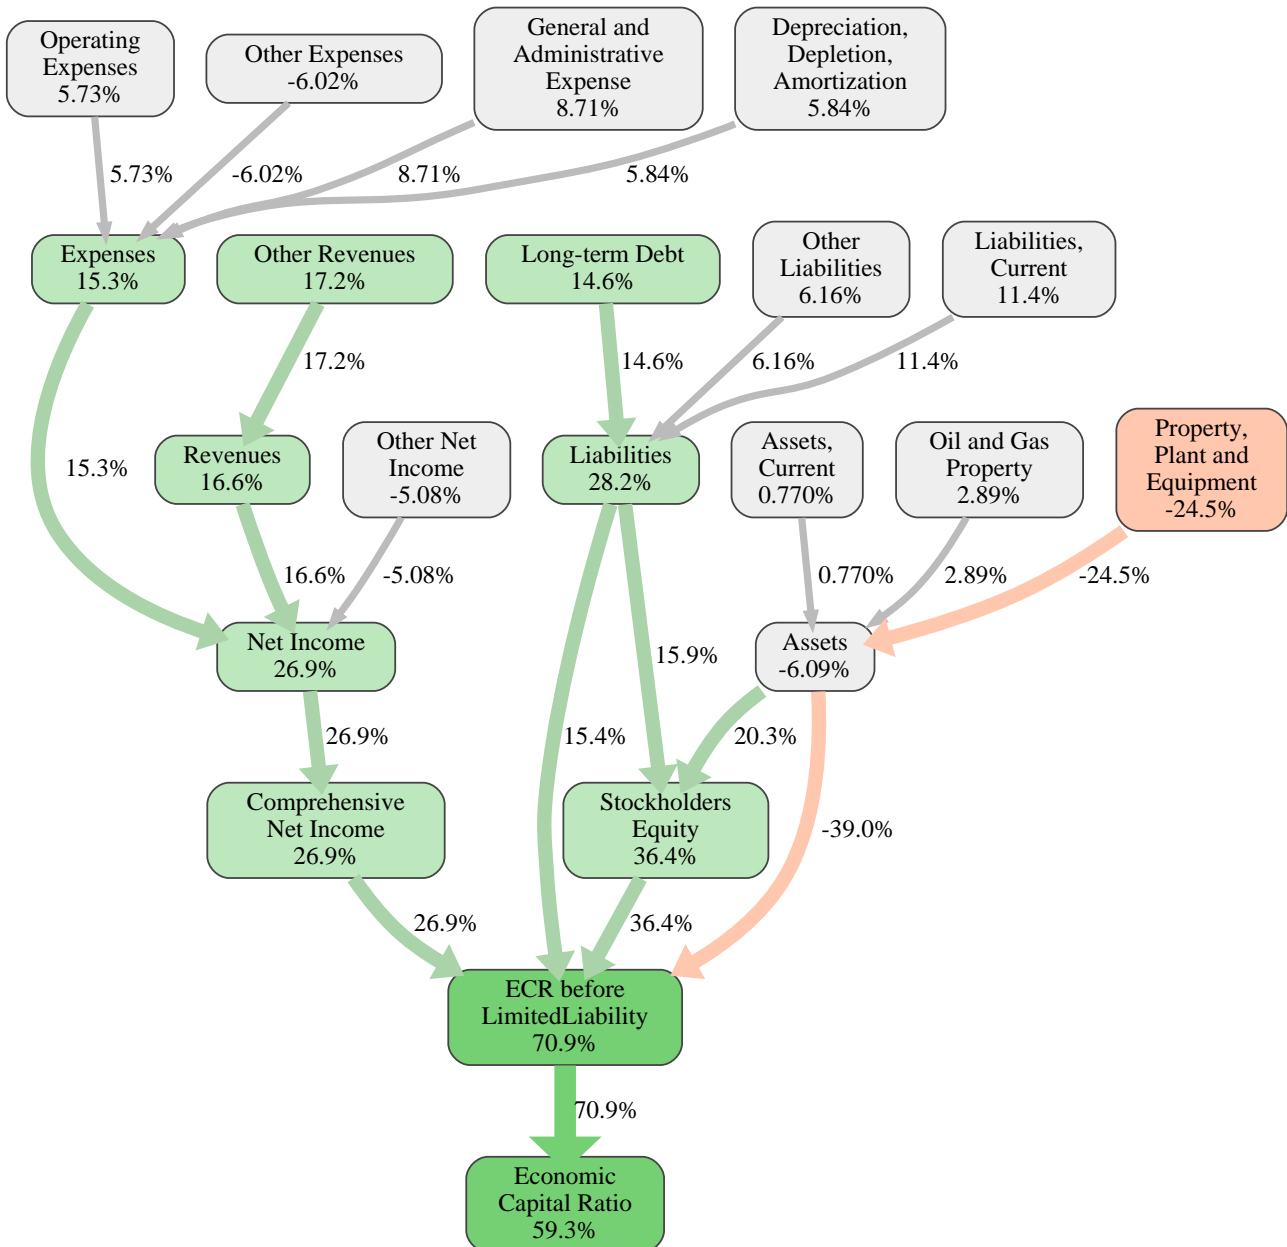 Operating
Expenses
5.73%
Other Expenses
-6.02%
General and
Administrative
Expense
8.71%
Depreciation,
Depletion,
Amortization
5.84%
5.73%
-6.02%
8.71%
5.84%
Expenses
15.3%
Other Revenues
17.2%
Long-term Debt
14.6%
Other
Liabilities
6.16%
Liabilities,
Current
11.4%
17.2%
14.6%
6.16%
11.4%
15.3%
Revenues
16.6%
Other Net
Income
-5.08%
Liabilities
28.2%
Assets,
Current
0.770%
Oil and Gas
Property
2.89%
Property,
Plant and
Equipment
-24.5%
16.6%
-5.08%
0.770%
2.89%
-24.5%
Net Income
26.9%
15.9%
Assets
-6.09%
26.9%
15.4%
20.3%
Comprehensive
Net Income
26.9%
Stockholders
Equity
36.4%
-39.0%
26.9%
36.4%
ECR before
LimitedLiability
70.9%
70.9%
Economic
Capital Ratio
59.3%